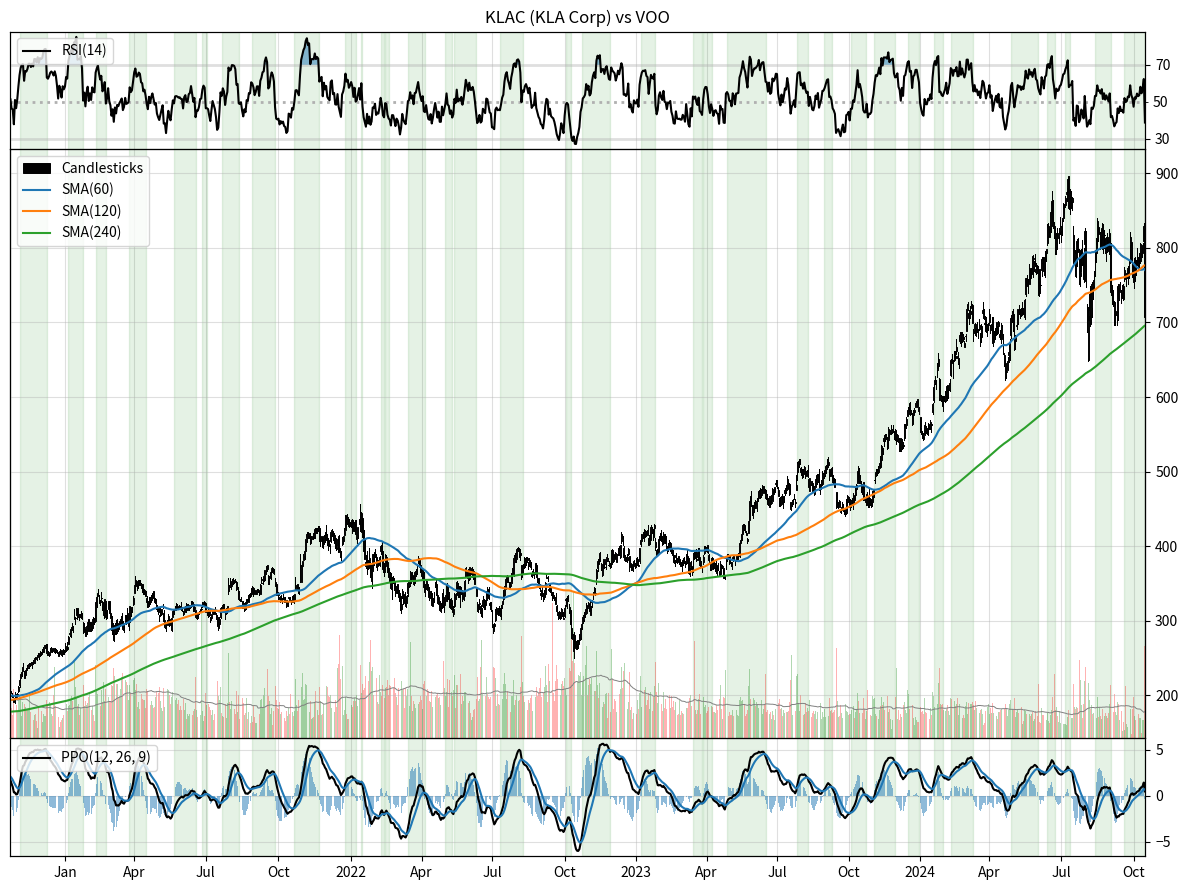 KLAC (KLA Corp) vs VOO
RSI(14)
70
50
30
Candlesticks
SMA(60)
SMA(120)
SMA(240)
900
800
700
600
500
400
300
200
PPO(12, 26, 9)
5
0
−5
Jan Apr Jul Oct 2022 Apr Jul Oct 2023 Apr Jul Oct 2024 Apr Jul Oct